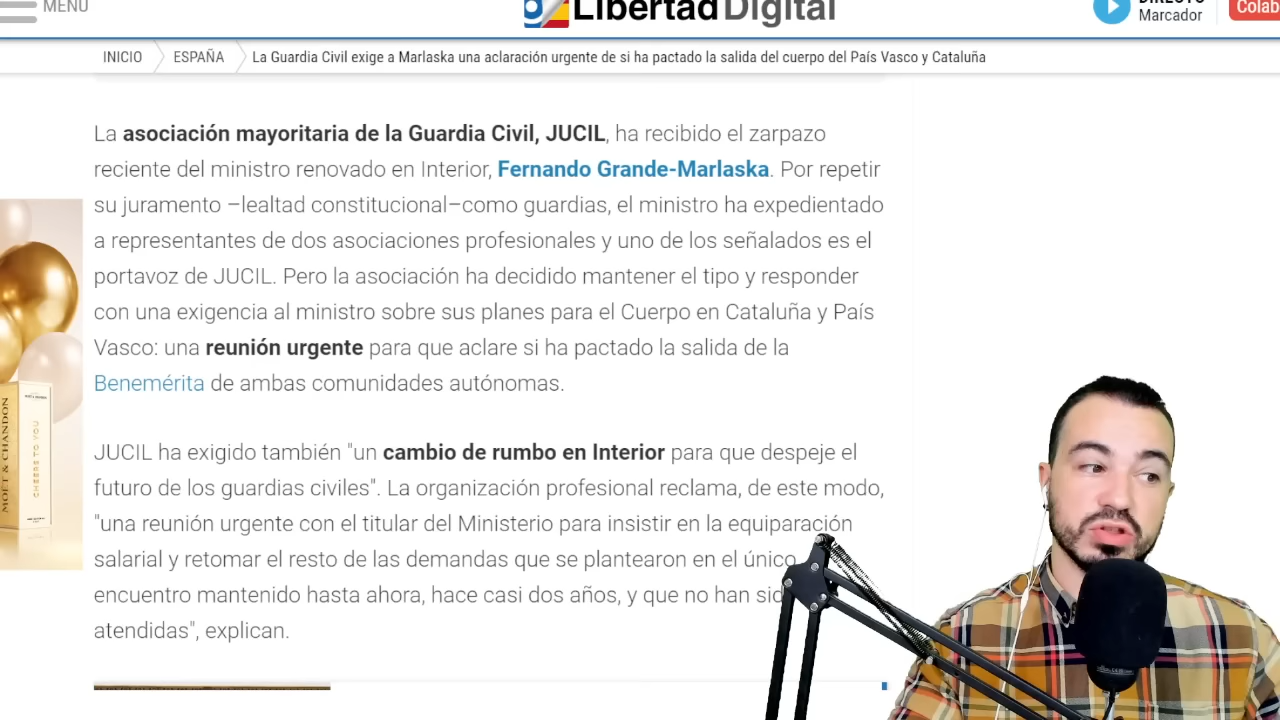 MENÚ
Libertad Digital
DIRECTO
Marcador
Colab
INICIO
ESPAÑA
La Guardia Civil exige a Marlaska una aclaración urgente de si ha pactado la salida del cuerpo del País Vasco y Cataluña
La asociación mayoritaria de la Guardia Civil, JUCIL, ha recibido el zarpazo
reciente del ministro renovado en Interior, Fernando Grande-Marlaska. Por repetir
su juramento –lealtad constitucional–como guardias, el ministro ha expedientado
a representantes de dos asociaciones profesionales y uno de los señalados es el
portavoz de JUCIL. Pero la asociación ha decidido mantener el tipo y responder
con una exigencia al ministro sobre sus planes para el Cuerpo en Cataluña y País
Vasco: una reunión urgente para que aclare si ha pactado la salida de la
Benemérita de ambas comunidades autónomas.
JUCIL ha exigido también "un cambio de rumbo en Interior para que despeje el
futuro de los guardias civiles". La organización profesional reclama, de este modo,
"una reunión urgente con el titular del Ministerio para insistir en la equiparación
salarial y retomar el resto de las demandas que se plantearon en el único
encuentro mantenido hasta ahora, hace casi dos años, y que no han sid
atendidas", explican.
MOËT & CHANDON
CHEERS TO YOU